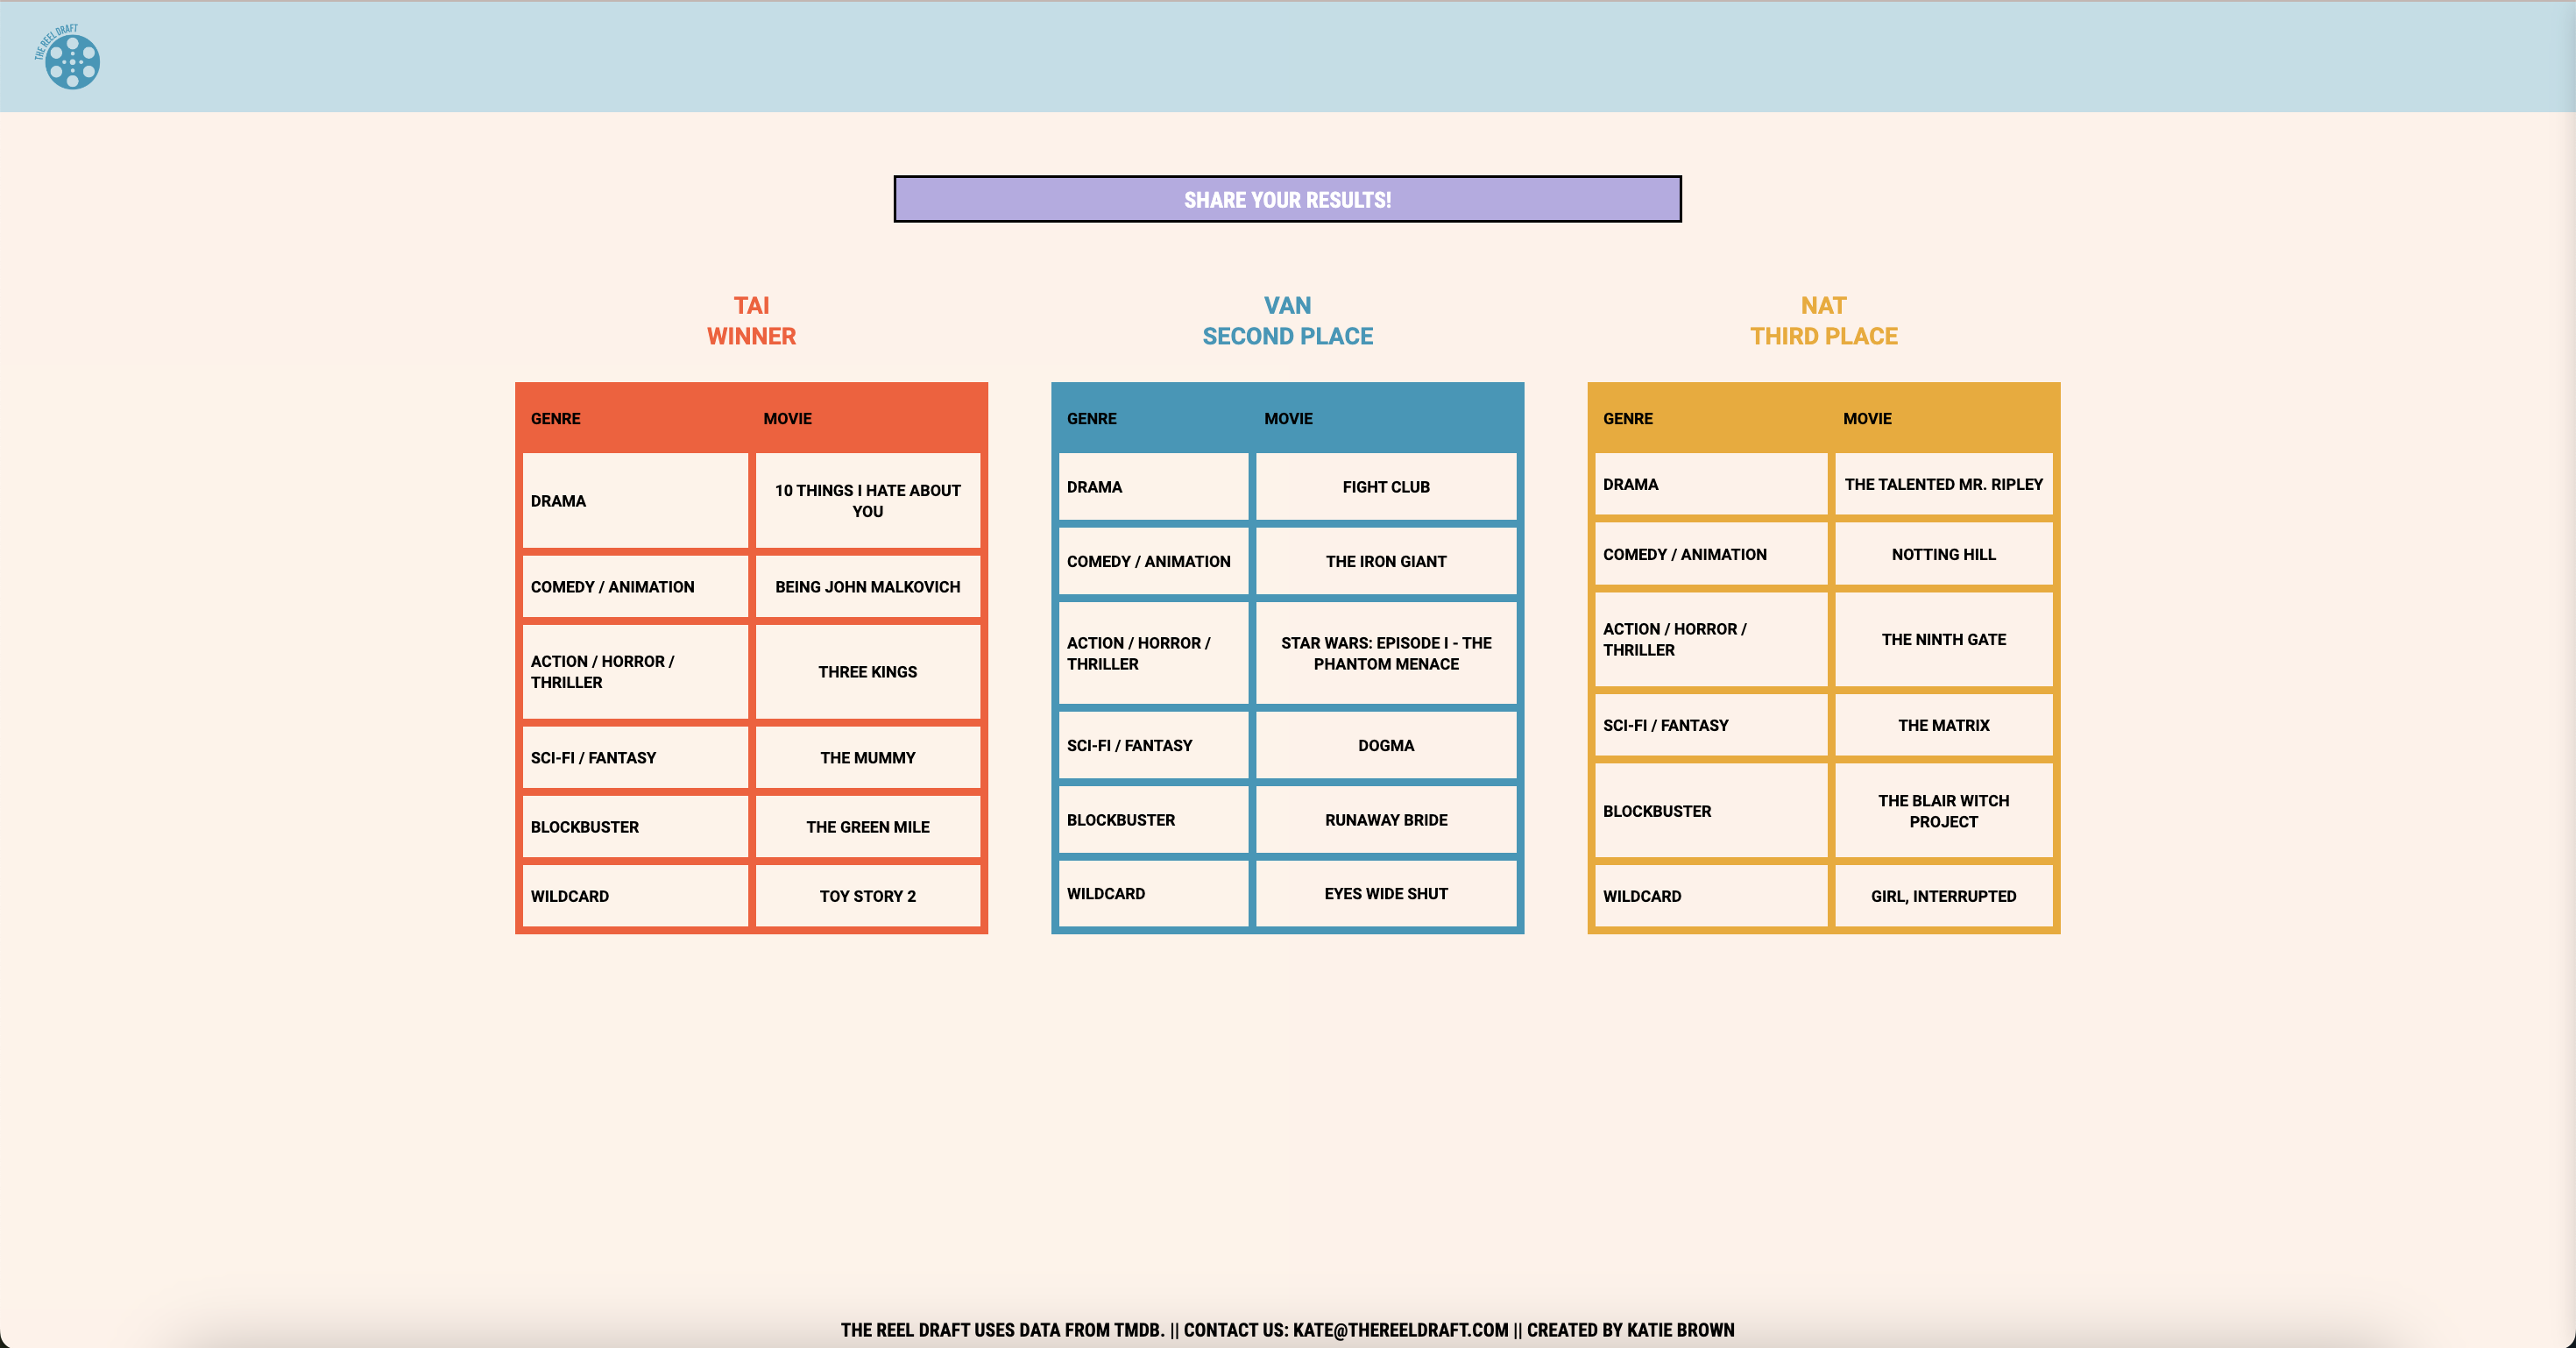 THE REEL DRAFT
SHARE YOUR RESULTS!
TAI
WINNER
GENRE MOVIE
DRAMA 10 THINGS I HATE ABOUT
YOU
COMEDY / ANIMATION BEING JOHN MALKOVICH
ACTION / HORROR /
THRILLER
THREE KINGS
SCI-FI / FANTASY THE MUMMY
BLOCKBUSTER THE GREEN MILE
WILDCARD TOY STORY 2
VAN
SECOND PLACE
GENRE MOVIE
DRAMA FIGHT CLUB
COMEDY / ANIMATION THE IRON GIANT
ACTION / HORROR /
THRILLER
STAR WARS: EPISODE I - THE
PHANTOM MENACE
SCI-FI / FANTASY DOGMA
BLOCKBUSTER RUNAWAY BRIDE
WILDCARD EYES WIDE SHUT
NAT
THIRD PLACE
GENRE MOVIE
DRAMA THE TALENTED MR. RIPLEY
COMEDY / ANIMATION NOTTING HILL
ACTION / HORROR /
THRILLER
THE NINTH GATE
SCI-FI / FANTASY THE MATRIX
BLOCKBUSTER THE BLAIR WITCH
PROJECT
WILDCARD GIRL, INTERRUPTED
THE REEL DRAFT USES DATA FROM TMDB. || CONTACT US: KATE@THEREELDRAFT.COM || CREATED BY KATIE BROWN